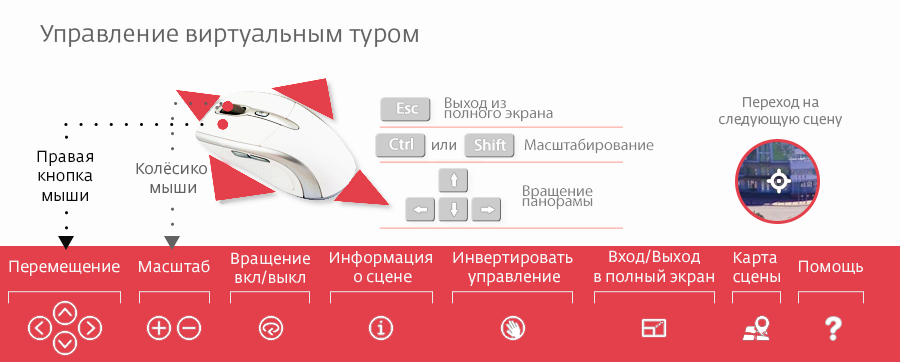 Управление виртуальным туром
Правая
кнопка
мыши
Колёсико
мыши
Esc
Выход из
полного экрана
Ctrl или Shift Масштабирование
Вращение
панорамы
Переход на
следующую сцену
Перемещение
Масштаб
Вращение
вкл/выкл
Информация
о сцене
Инвертировать
управление
Вход/Выход
в полный экран
Карта
сцены
Помощь